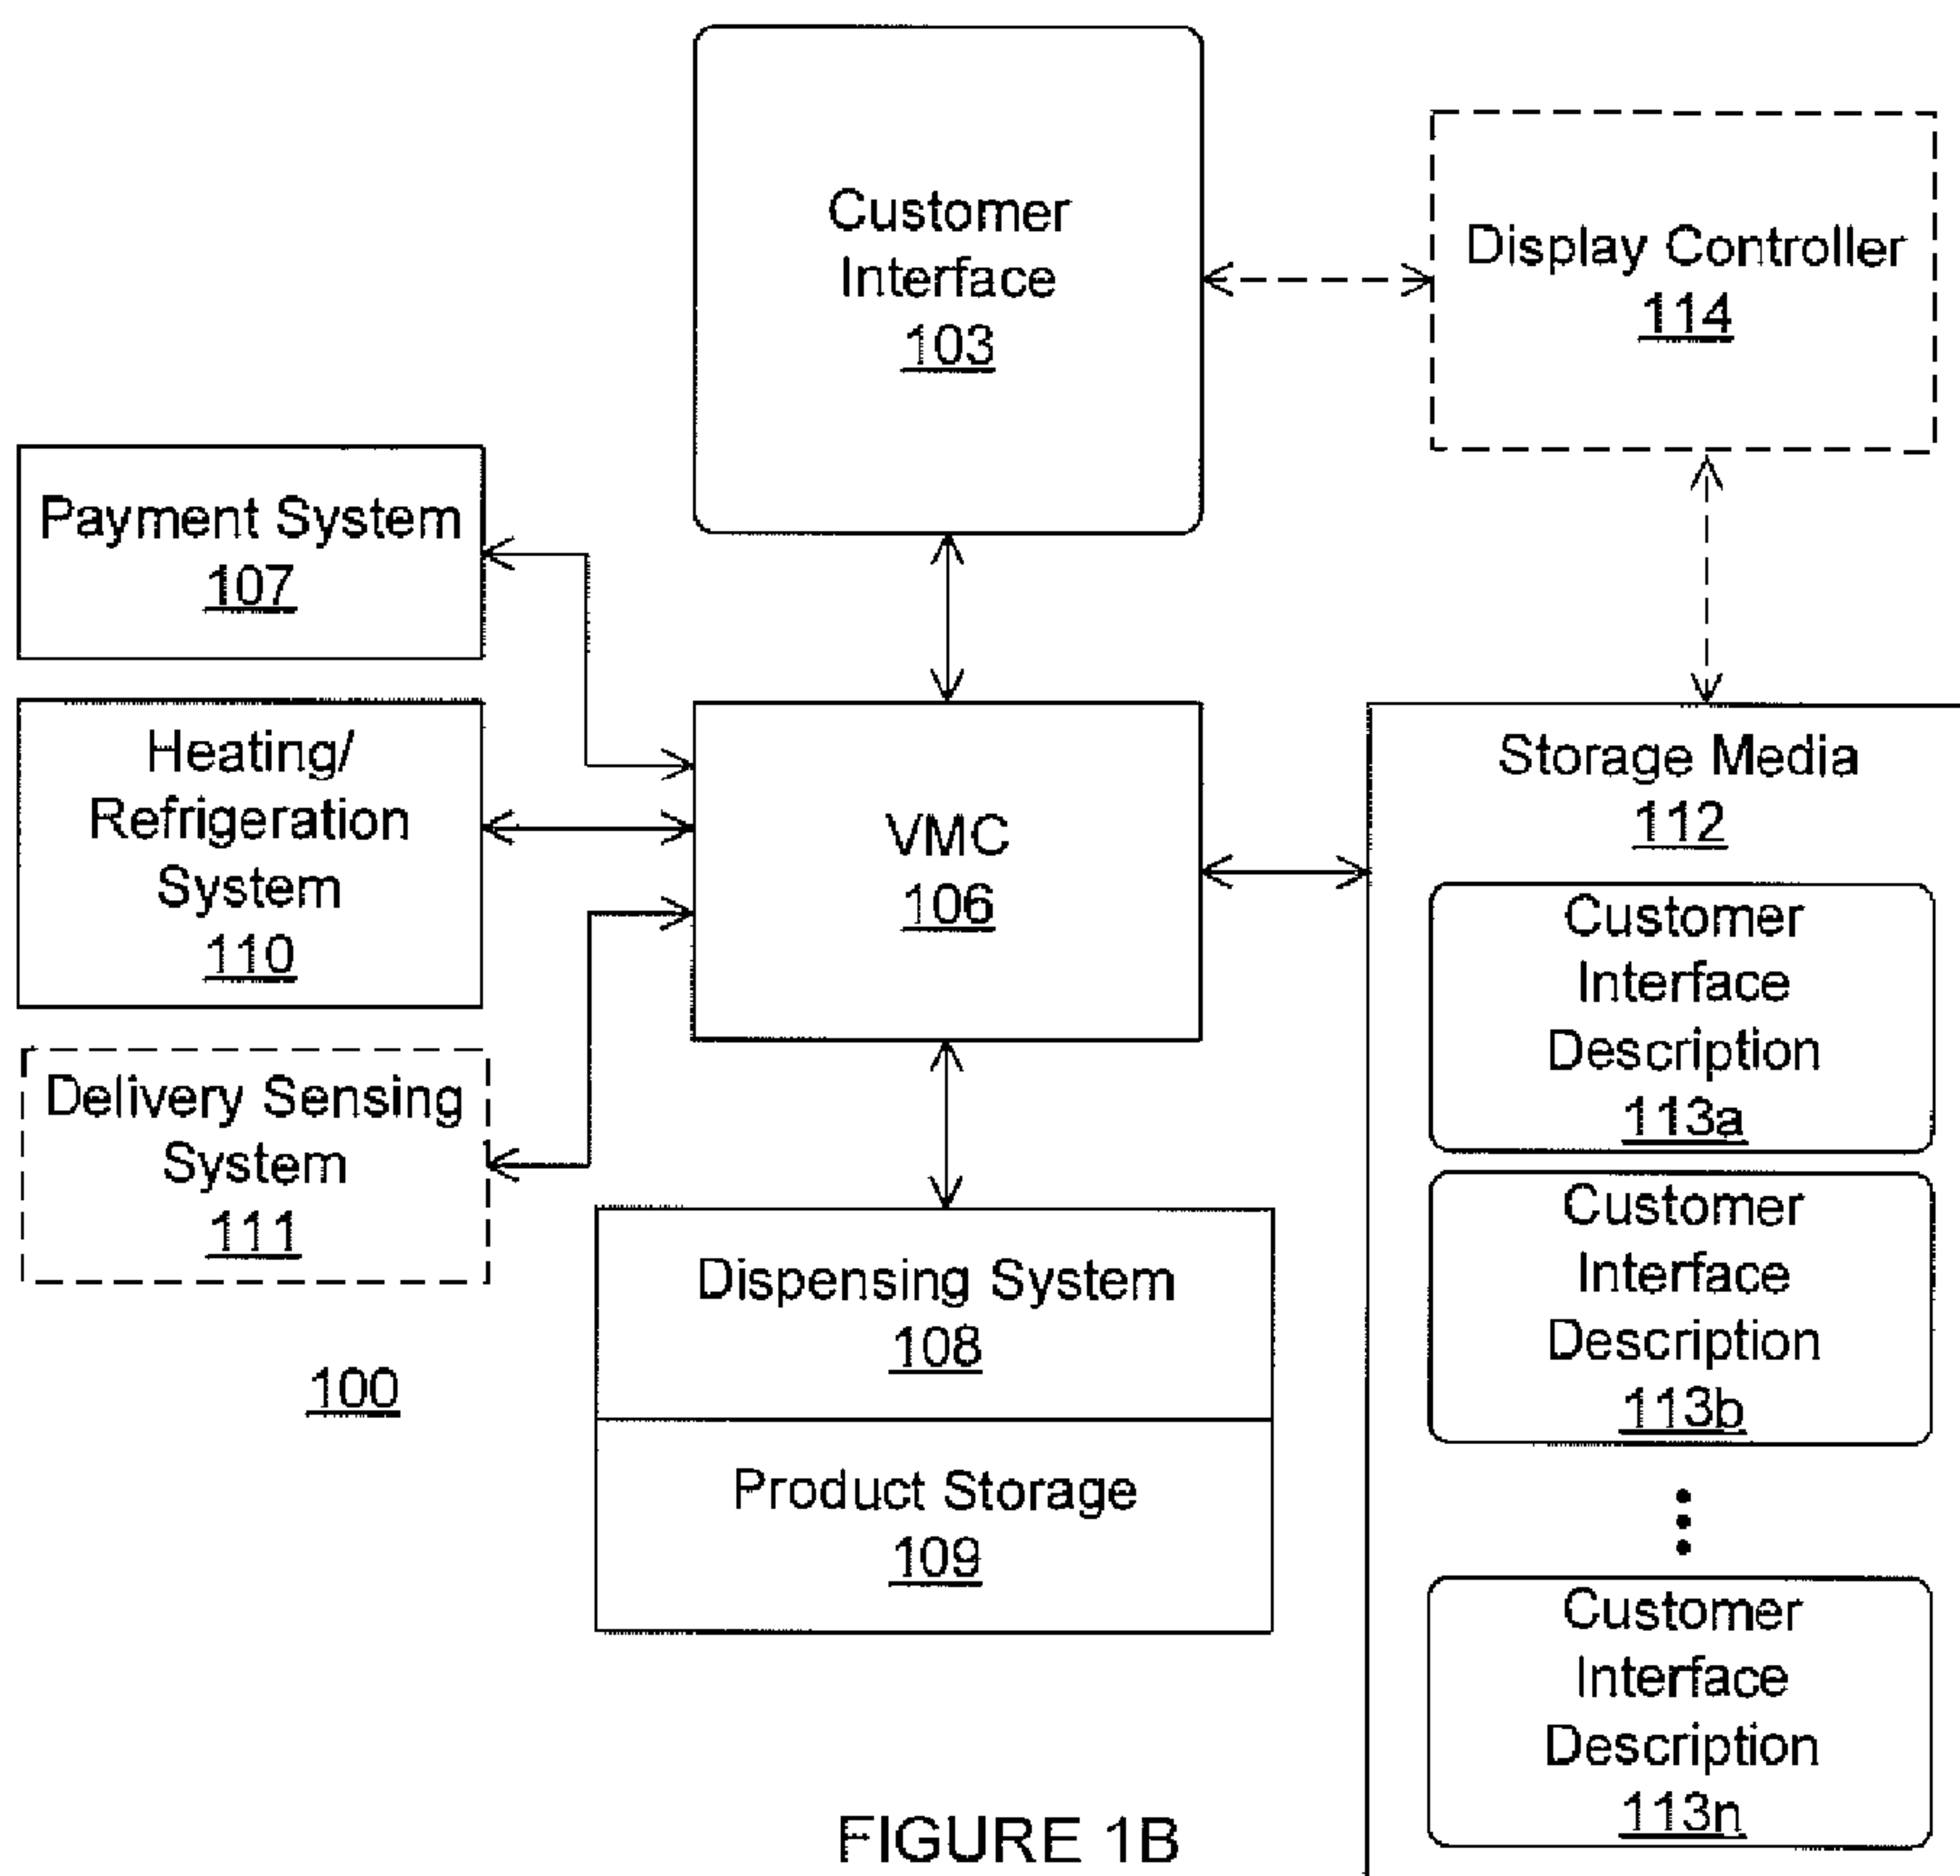 Customer
Interface
103
Display Controller
114
Payment System
107
Heating/
Refrigeration
System
110
VMC
106
Storage Media
112
Customer
Interface
Description
113a
Delivery Sensing
System
111
Customer
Interface
Description
113b
Dispensing System
108
100
Product Storage
109
Customer
Interface
Description
113n
FIGURE 1B